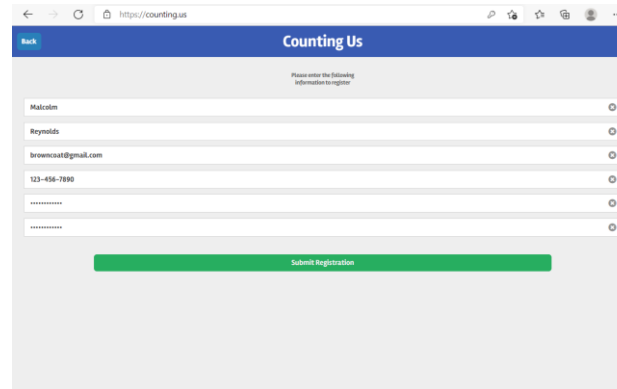 https://counting.us
Back
Counting Us
Please enter the following
information to register
Malcolm
Reynolds
browncoat@gmail.com
123-456-7890
••••••••••••
••••••••••••
Submit Registration